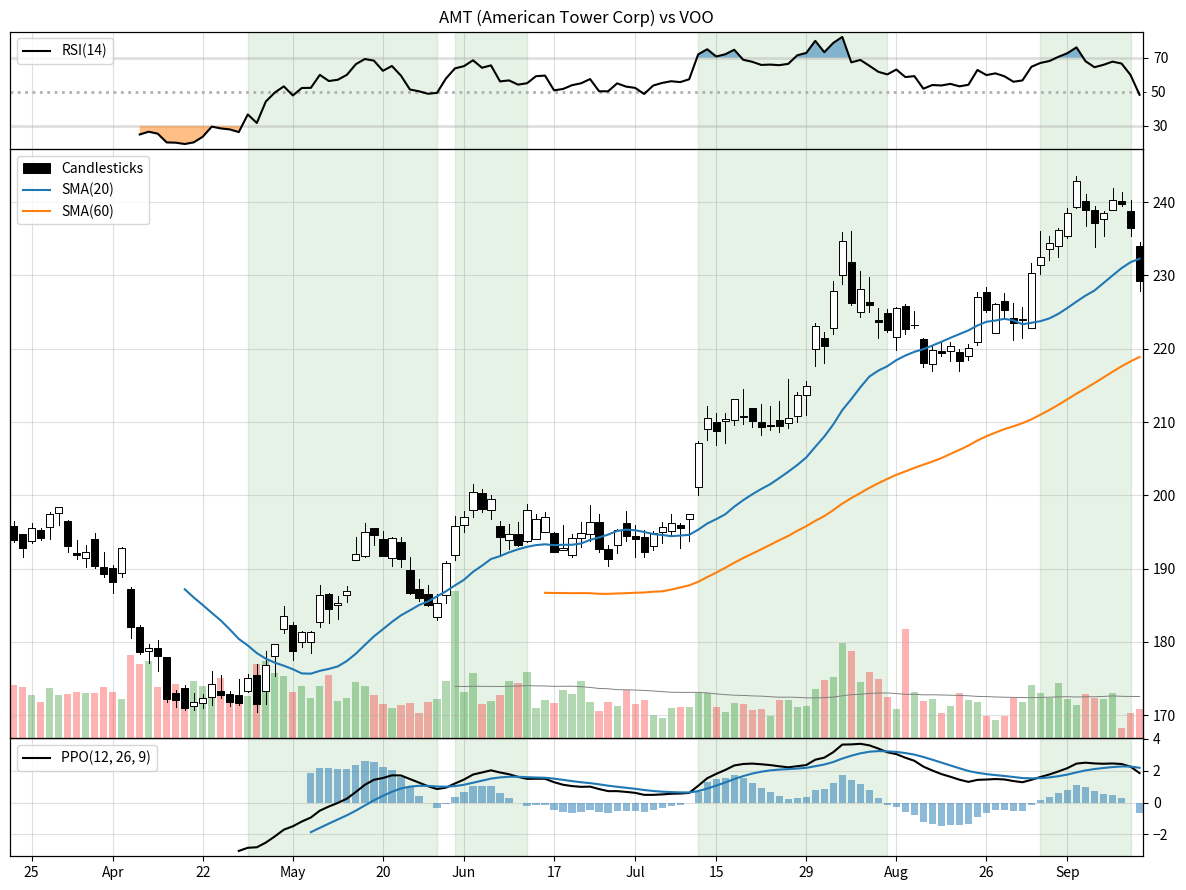 AMT (American Tower Corp) vs VOO
RSI(14)
70
50
30
Candlesticks
SMA(20)
SMA(60)
240
230
220
210
200
190
180
170
PPO(12, 26, 9)
4
2
0
−2
25 Apr 22 May 20 Jun 17 Jul 15 29 Aug 26 Sep